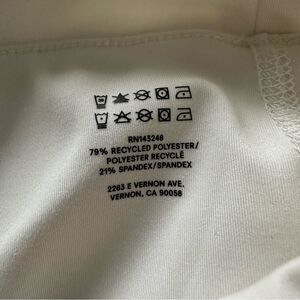 RN143248
79% RECYCLED POLYESTER/
POLYESTER RECYCLÉ
21% SPANDEX/SPANDEX
2263 E VERNON AVE.
VERNON, CA 90058